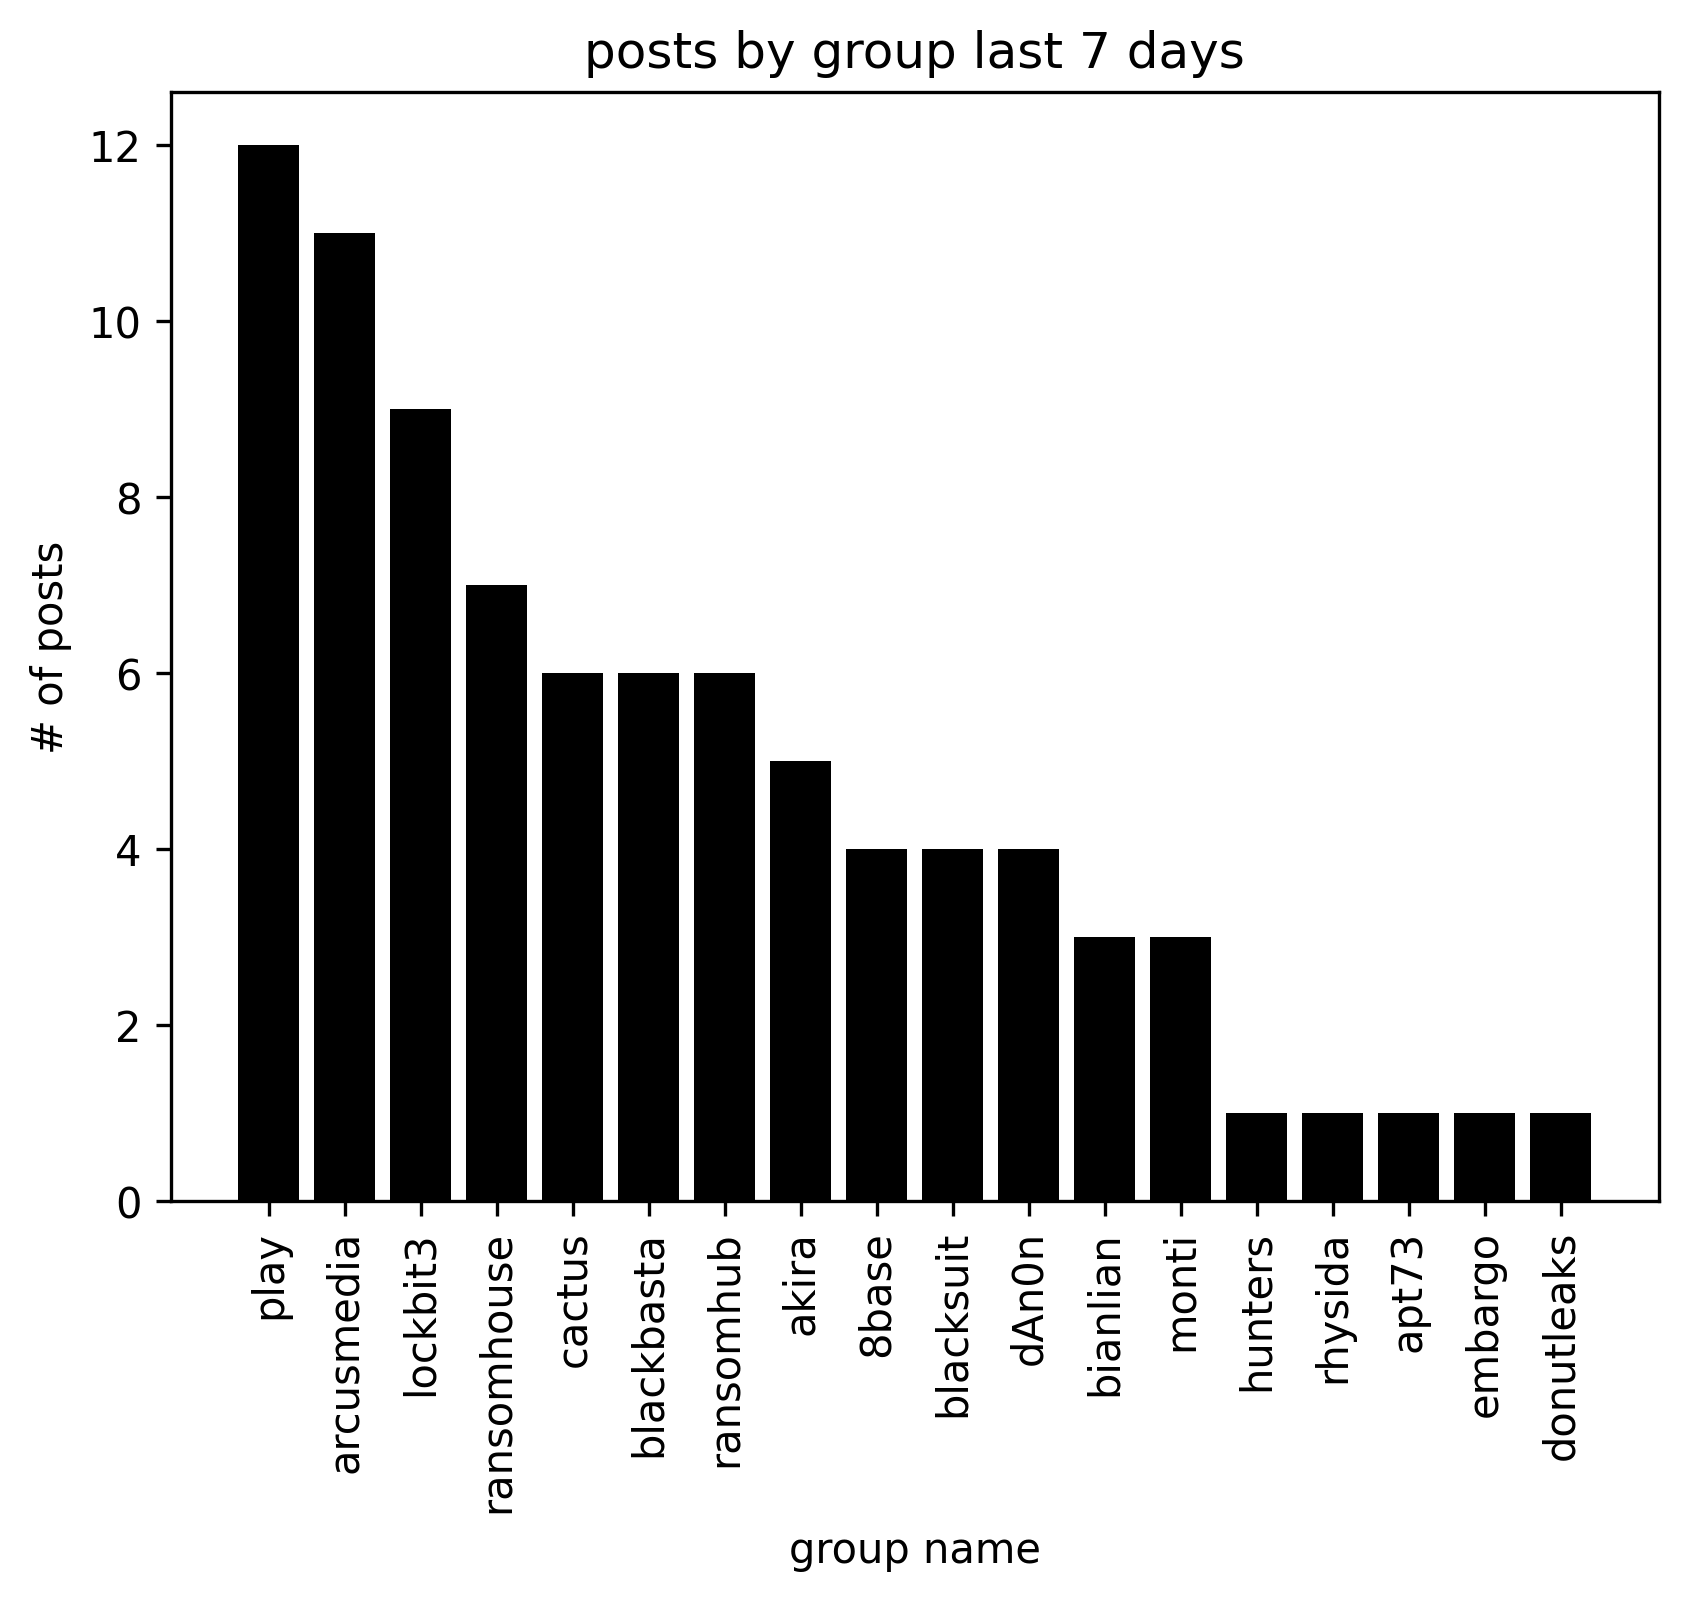 posts by group last 7 days
# of posts
12
10
8
6
4
2
0
play
arcusmedia
lockbit3
ransomhouse
cactus
blackbasta
ransomhub
akira
8base
blacksuit
dAn0n
bianlian
monti
hunters
rhysida
apt73
embargo
donutleaks
group name